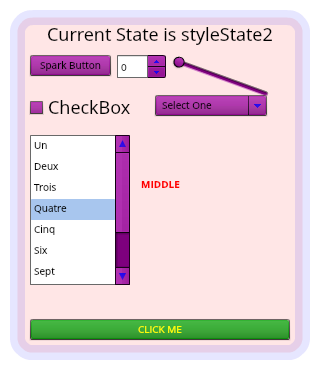 Current State is styleState2
Spark Button
0
CheckBox
Select One
Un
Deux
Trois
Quatre
Cinq
Six
Sept
MIDDLE
CLICK ME